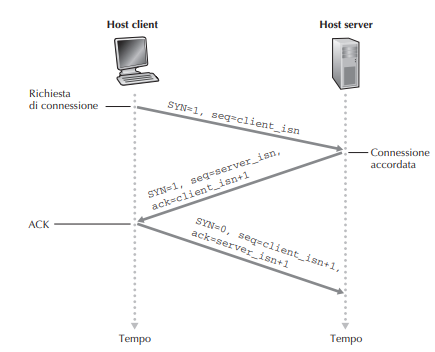 Host client
Host server
Richiesta
di connessione
SYN=1, seq=client_isn
Connessione
accordata
SYN=1, seq=server_isn,
ack=client_isn+1
ACK
SYN=0, seq=client_isn+1,
ack=server_isn+1
Tempo
Tempo